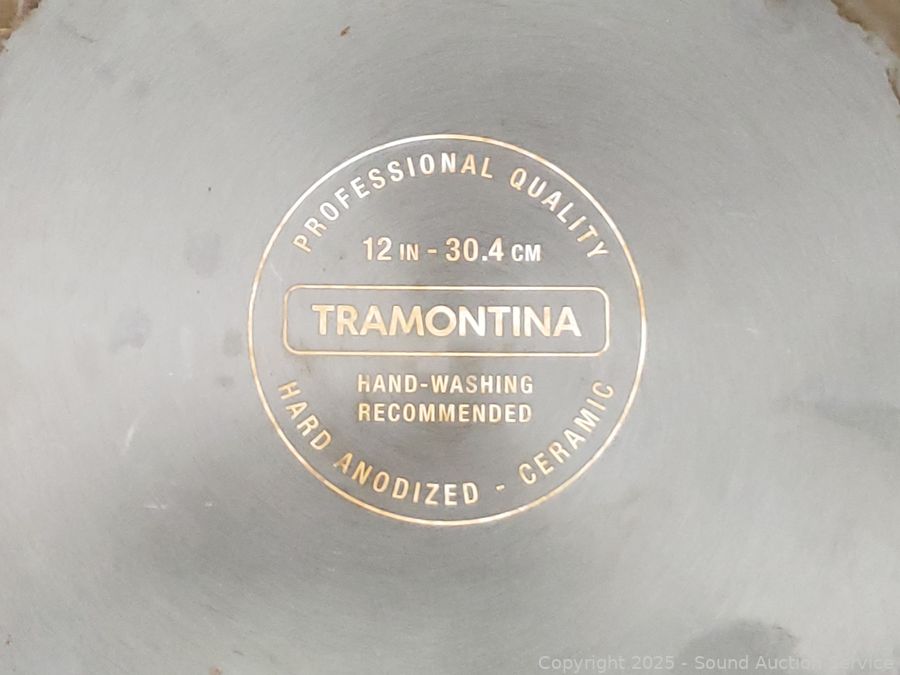 PROFESSIONAL QUALITY
12 IN - 30.4 CM
TRAMONTINA
HAND-WASHING
RECOMMENDED
HARD ANODIZED - CERAMIC
Copyright 2025 - Sound Auction Service